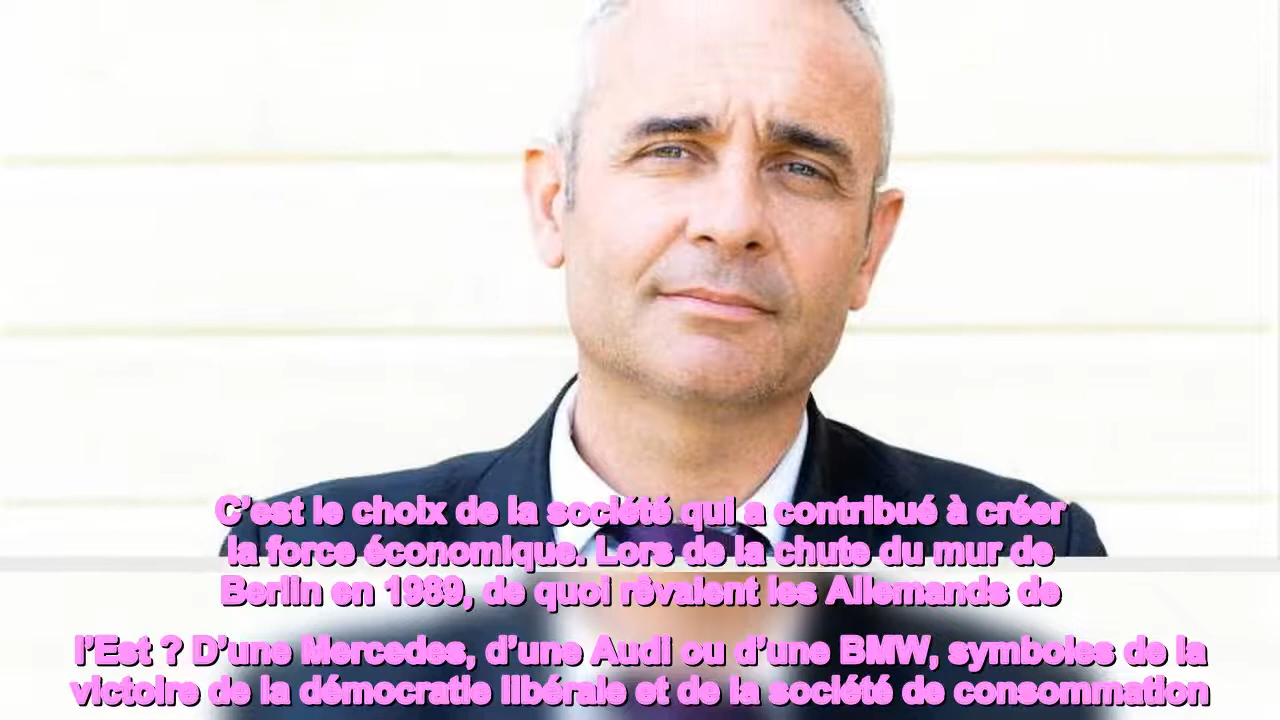 C’est le choix de la société qui a contribué à créer
la force économique. Lors de la chute du mur de
Berlin en 1989, de quoi rêvaient les Allemands de
l’Est ? D’une Mercedes, d’une Audi ou d’une BMW, symboles de la
victoire de la démocratie libérale et de la société de consommation